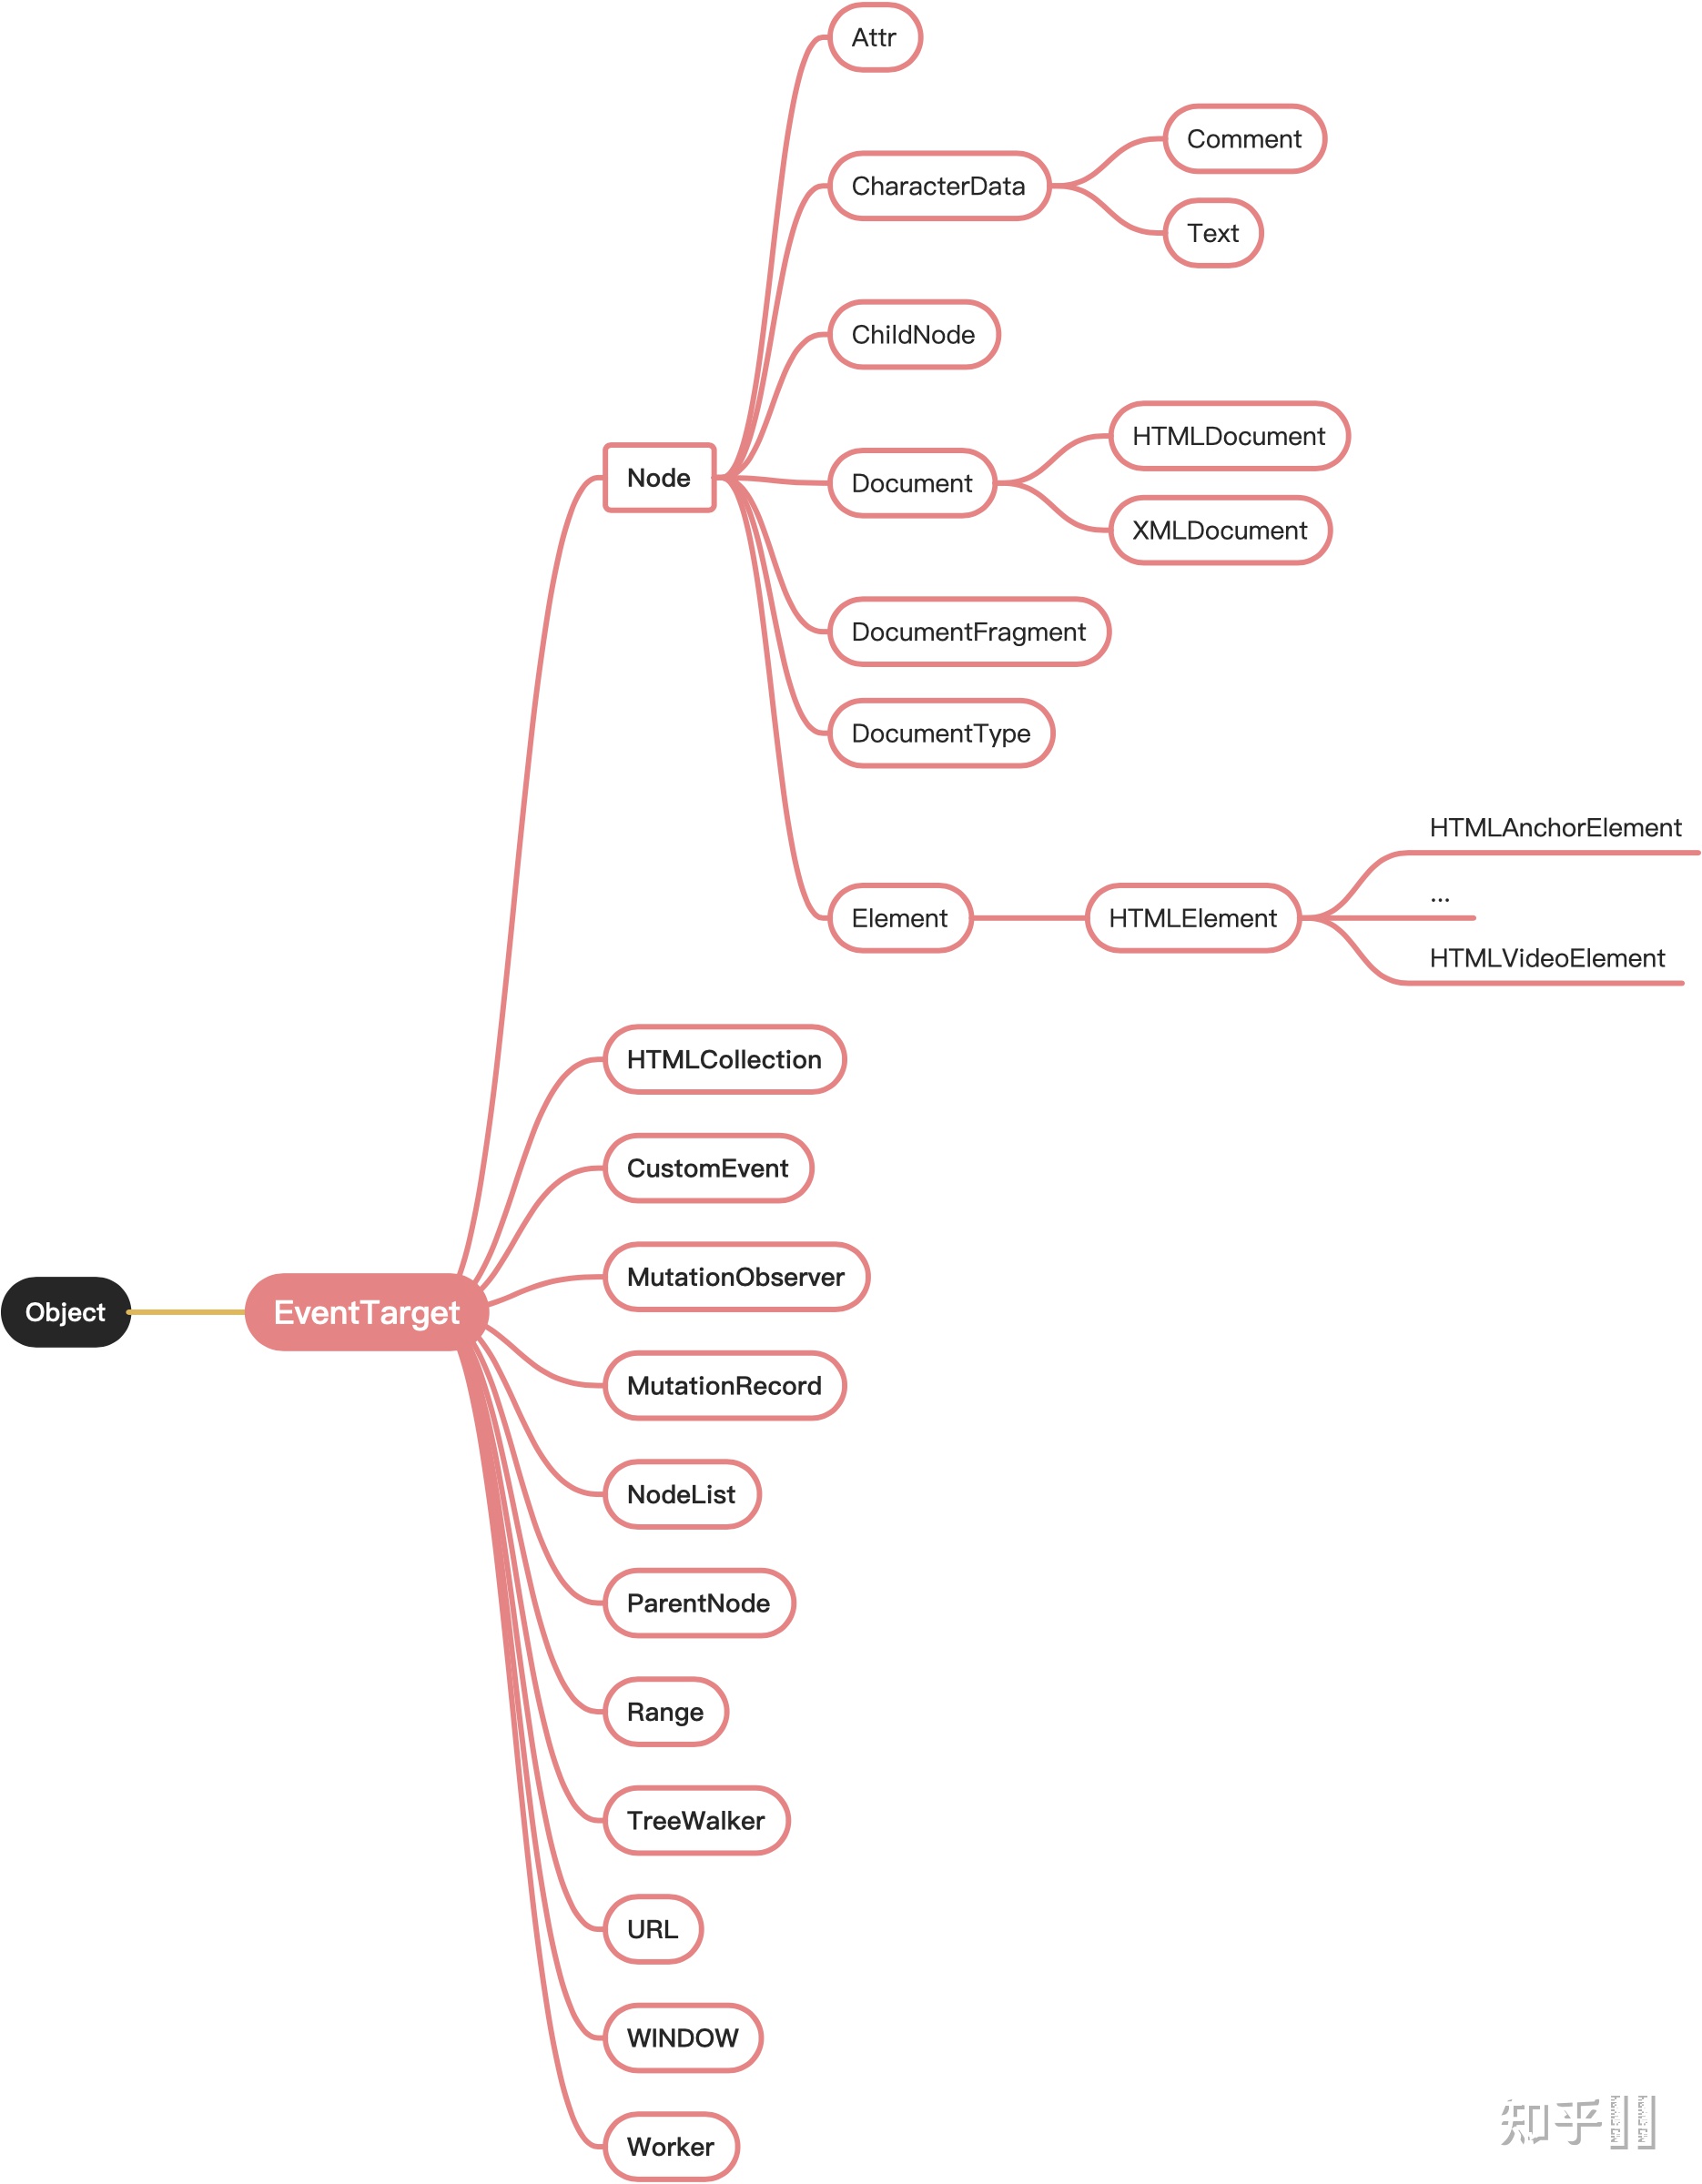 Attr
Comment
CharacterData
Text
ChildNode
HTMLDocument
Node
Document
XMLDocument
DocumentFragment
DocumentType
HTMLAnchorElement
...
Element
HTMLElement
HTMLVideoElement
HTMLCollection
CustomEvent
MutationObserver
Object
EventTarget
MutationRecord
NodeList
ParentNode
Range
TreeWalker
URL
WINDOW
Worker
知乎